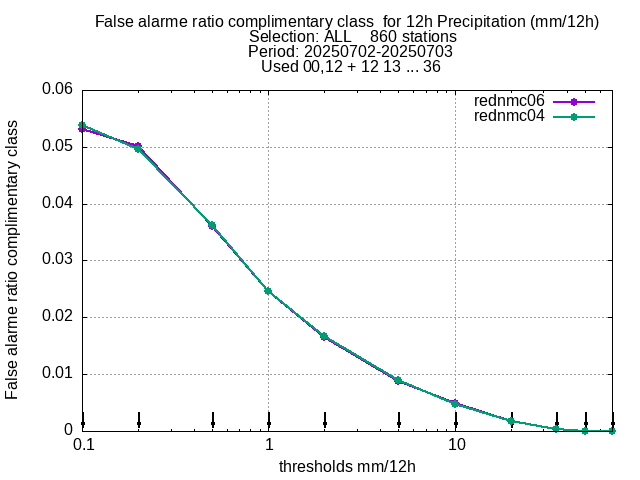 False alarme ratio complimentary class  for 12h Precipitation (mm/12h)
Selection: ALL    860 stations
Period: 20250702-20250703
Used 00,12 + 12 13 ... 36
rednmc06
rednmc04
0.06
0.05
0.04
0.03
0.02
0.01
0
False alarme ratio complimentary class
0.1 1 10
thresholds mm/12h